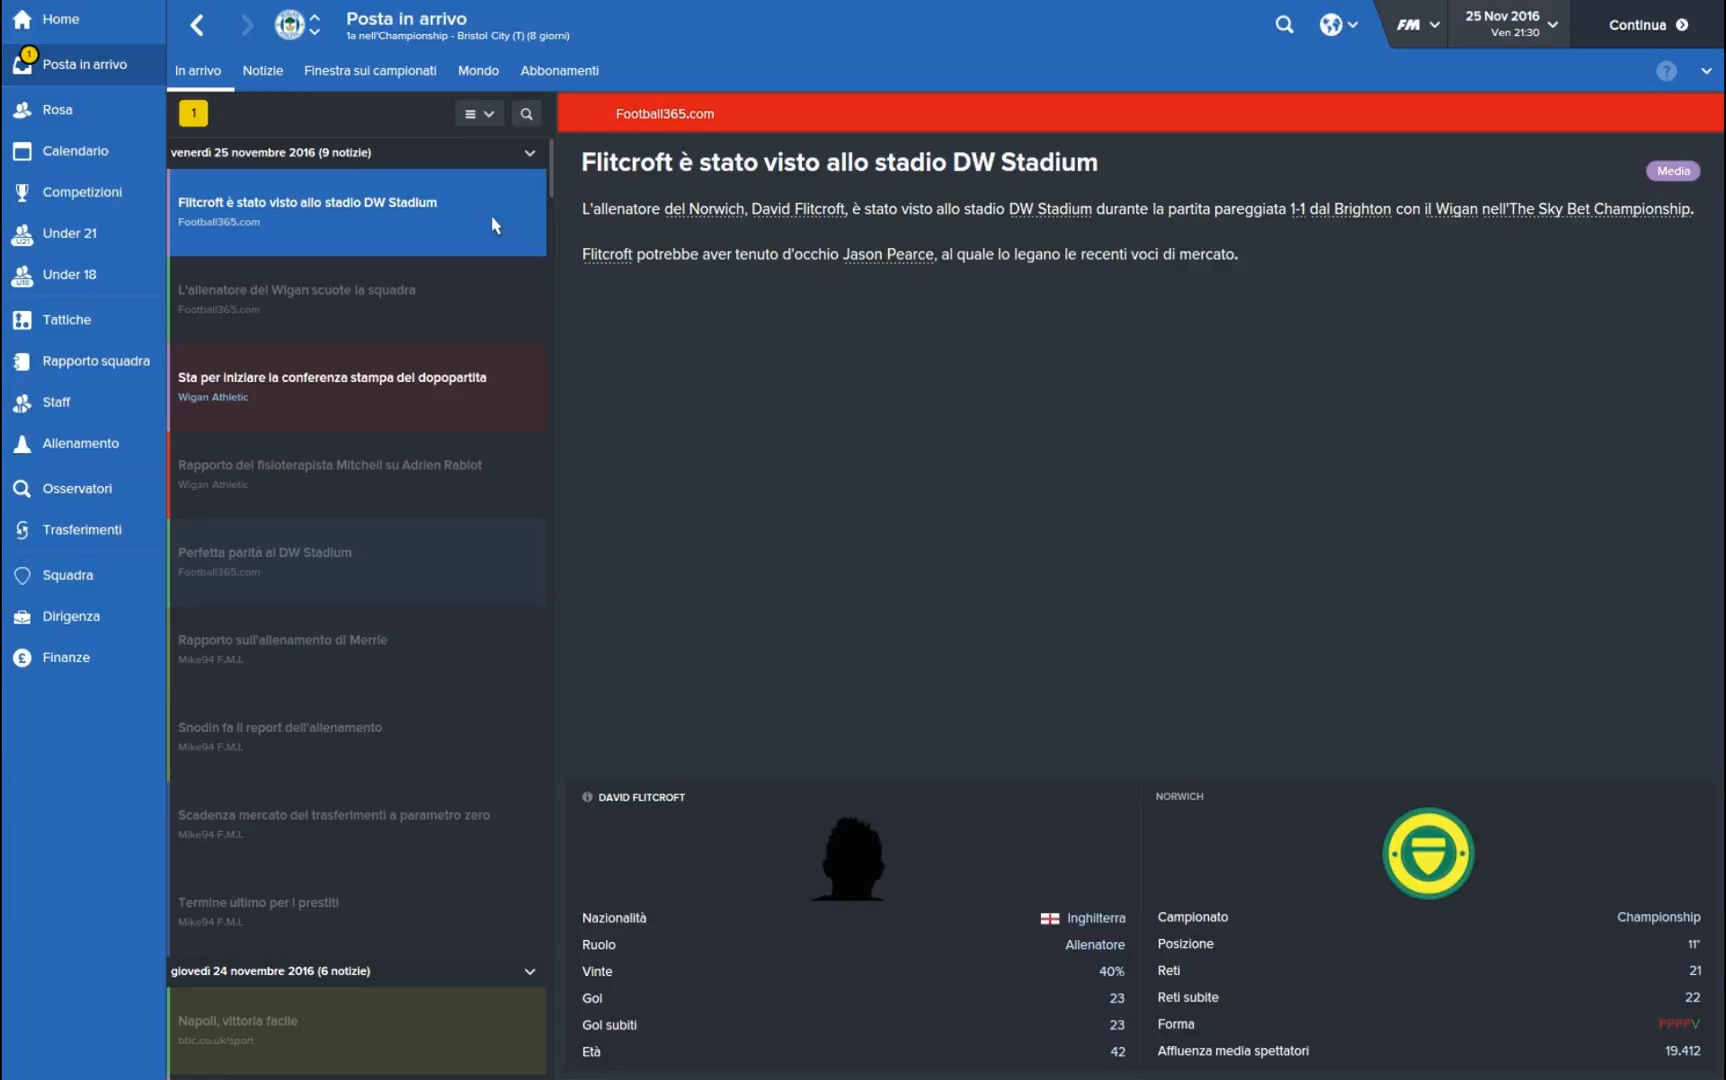 Home
Posta in arrivo
1
Rosa
Calendario
Competizioni
U21
Under 21
U18
Under 18
Tattiche
Rapporto squadra
Staff
Allenamento
Osservatori
Trasferimenti
Squadra
Dirigenza
Finanze
Posta in arrivo
1a nell'Championship - Bristol City (T) (8 giorni)
FM
25 Nov 2016
Ven 21:30
Continua
In arrivo
Notizie
Finestra sui campionati
Mondo
Abbonamenti
?
1
venerdì 25 novembre 2016 (9 notizie)
Flitcroft è stato visto allo stadio DW Stadium
Football365.com
L'allenatore del Wigan scuote la squadra
Football365.com
Sta per iniziare la conferenza stampa del dopopartita
Wigan Athletic
Rapporto del fisioterapista Mitchell su Adrien Rabiot
Wigan Athletic
Perfetta parità al DW Stadium
Football365.com
Rapporto sull'allenamento di Merrie
Mike94 F.M.I.
Snodin fa il report dell'allenamento
Mike94 F.M.I.
Scadenza mercato dei trasferimenti a parametro zero
Mike94 F.M.I.
Termine ultimo per i prestiti
Mike94 F.M.I.
giovedì 24 novembre 2016 (6 notizie)
Napoli, vittoria facile
bbc.co.uk/sport
Football365.com
Flitcroft è stato visto allo stadio DW Stadium
Media
L'allenatore del Norwich, David Flitcroft, è stato visto allo stadio DW Stadium durante la partita pareggiata 1-1 dal Brighton con il Wigan nell'The Sky Bet Championship.
Flitcroft potrebbe aver tenuto d'occhio Jason Pearce, al quale lo legano le recenti voci di mercato.
DAVID FLITCROFT
Nazionalità Inghilterra
Ruolo Allenatore
Vinte 40%
Gol 23
Gol subiti 23
Età 42
NORWICH
Campionato Championship
Posizione 11°
Reti 21
Reti subite 22
Forma PPPPV
Affluenza media spettatori 19.412